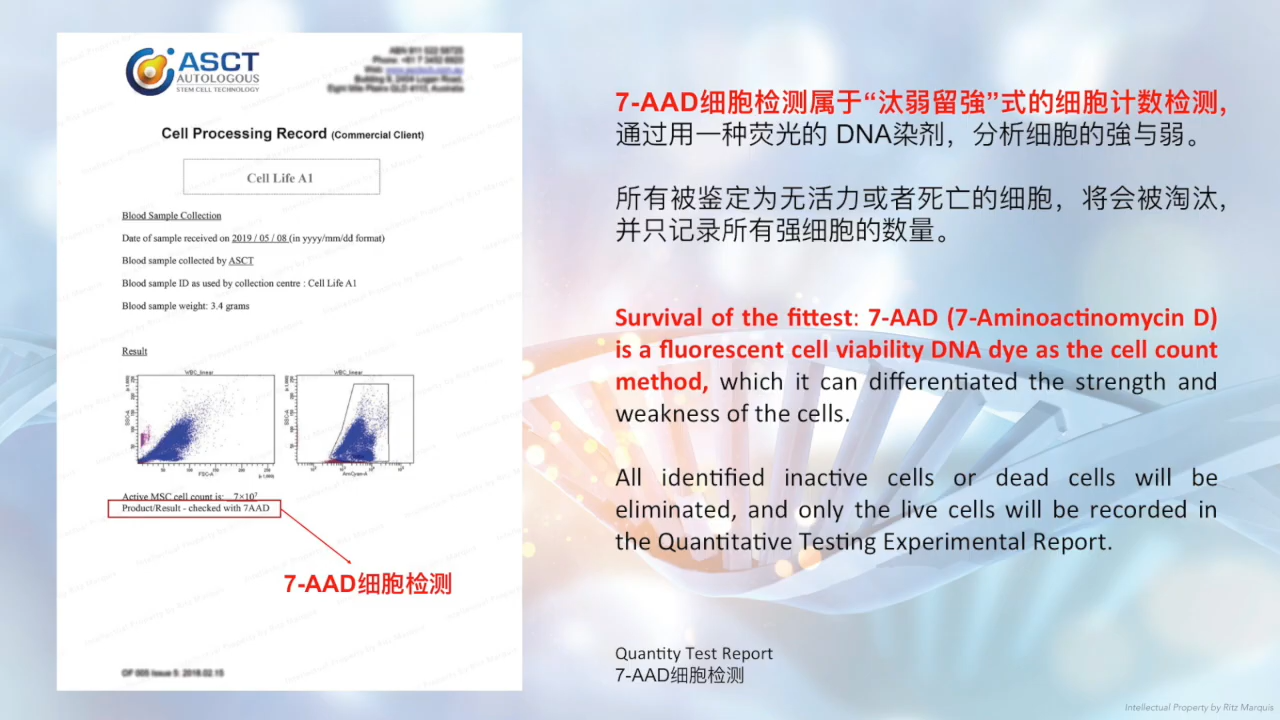 ASCT
AUTOLOGOUS
STEM CELL TECHNOLOGY
Cell Processing Record (Commercial Client)
Cell Life A1
Blood Sample Collection
Date of sample received on 2019 / 05 / 08 (in yyyy/mm/dd format)
Blood sample collected by ASCT
Blood sample ID as used by collection centre : Cell Life A1
Blood sample weight: 3.4 grams
Result
WBC_linear
SSC-A
FSC-A
WBC_linear
SSC-A
AmCyan-A
Active MSC cell count is: 7×10⁷
Product/Result - checked with 7AAD
7-AAD细胞检测
OF 005 Issue 5: 2018.02.15
7-AAD细胞检测属于“汰弱留強”式的细胞计数检测,
通过用一种荧光的 DNA染剂，分析细胞的強与弱。
所有被鉴定为无活力或者死亡的细胞，将会被淘汰,
并只记录所有强细胞的数量。
Survival of the fittest: 7-AAD (7-Aminoactinomycin D)
is a fluorescent cell viability DNA dye as the cell count
method, which it can differentiated the strength and
weakness of the cells.
All identified inactive cells or dead cells will be
eliminated, and only the live cells will be recorded in
the Quantitative Testing Experimental Report.
Quantity Test Report
7-AAD细胞检测
Intellectual Property by Ritz Marquis